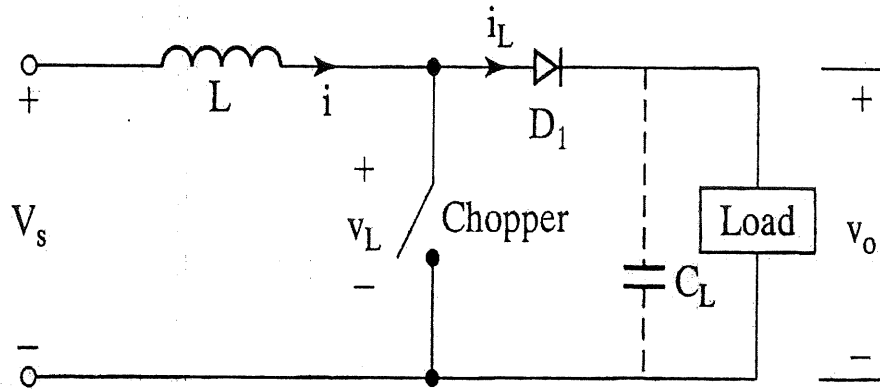 i_L
+ L i D_1 +
+
V_s v_L Chopper C_L Load v_o
−
− −